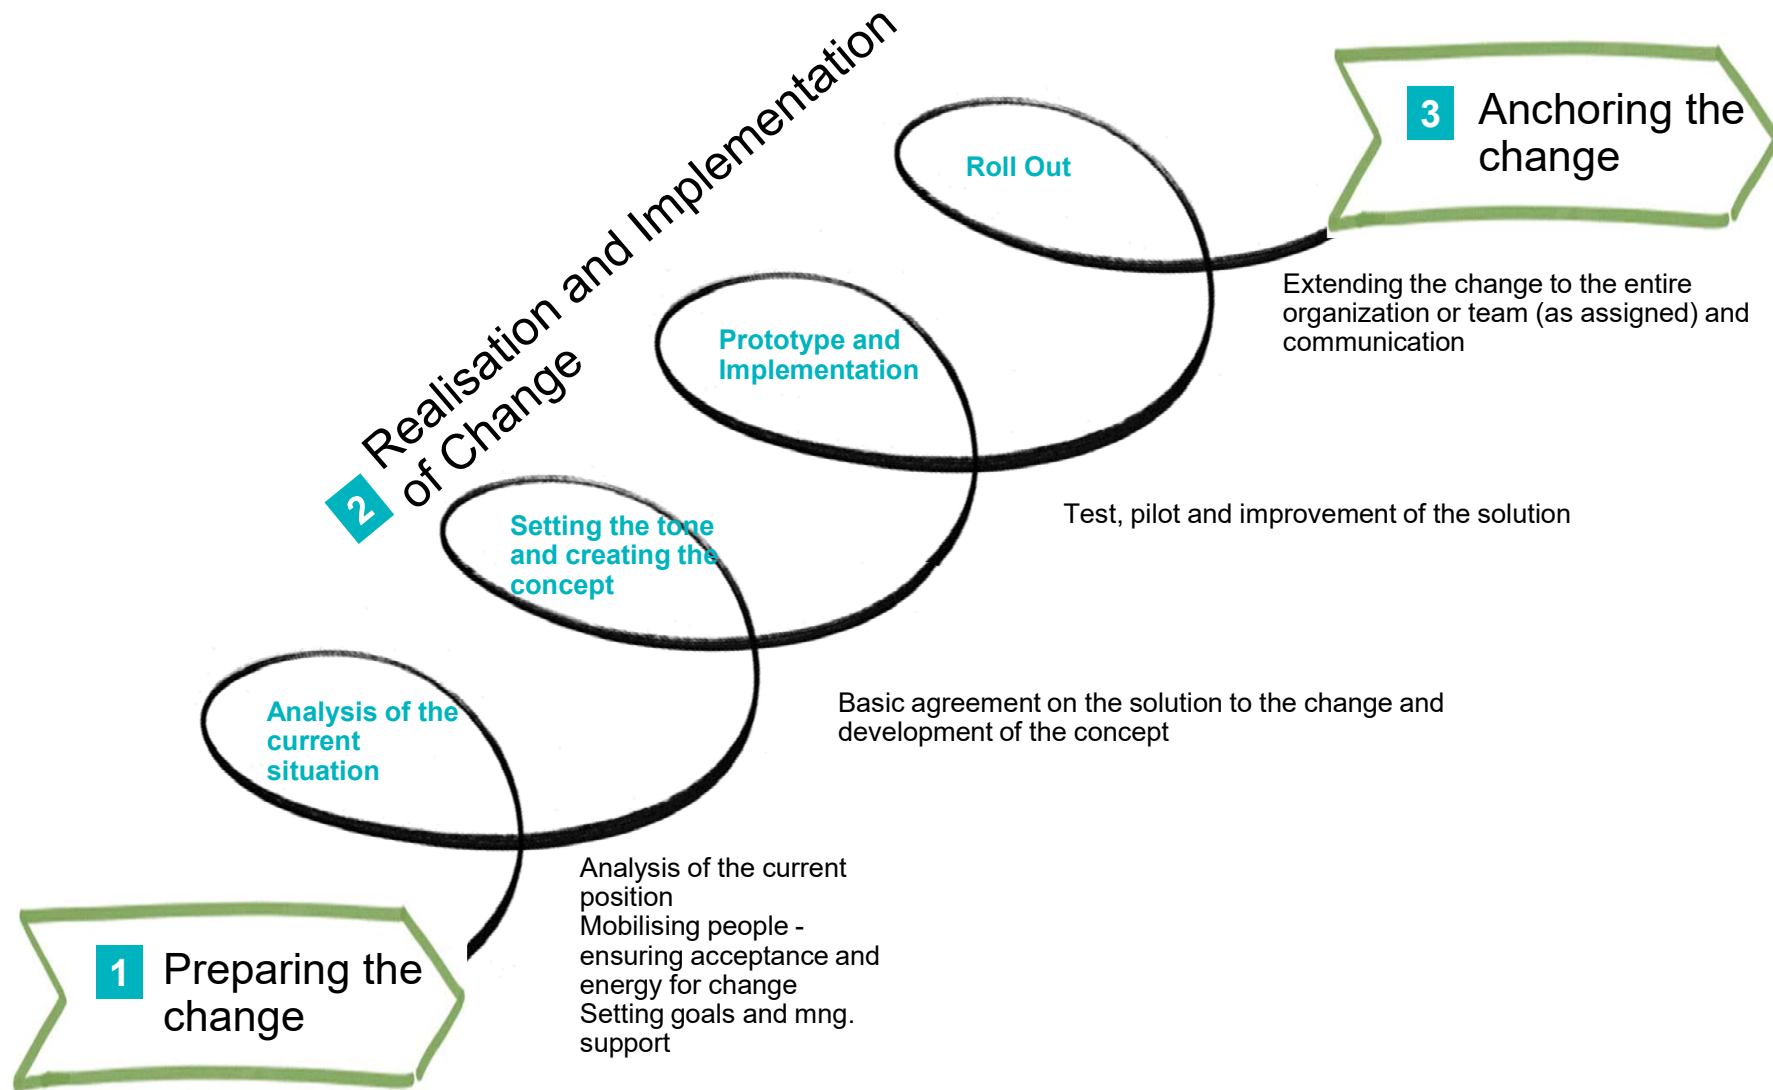 1 Preparing the
change
Analysis of the
current
situation
Analysis of the current
position
Mobilising people -
ensuring acceptance and
energy for change
Setting goals and mng.
support
2 Realisation and Implementation
of Change
Setting the tone
and creating the
concept
Basic agreement on the solution to the change and
development of the concept
Prototype and
Implementation
Test, pilot and improvement of the solution
Roll Out
Extending the change to the entire
organization or team (as assigned) and
communication
3 Anchoring the
change